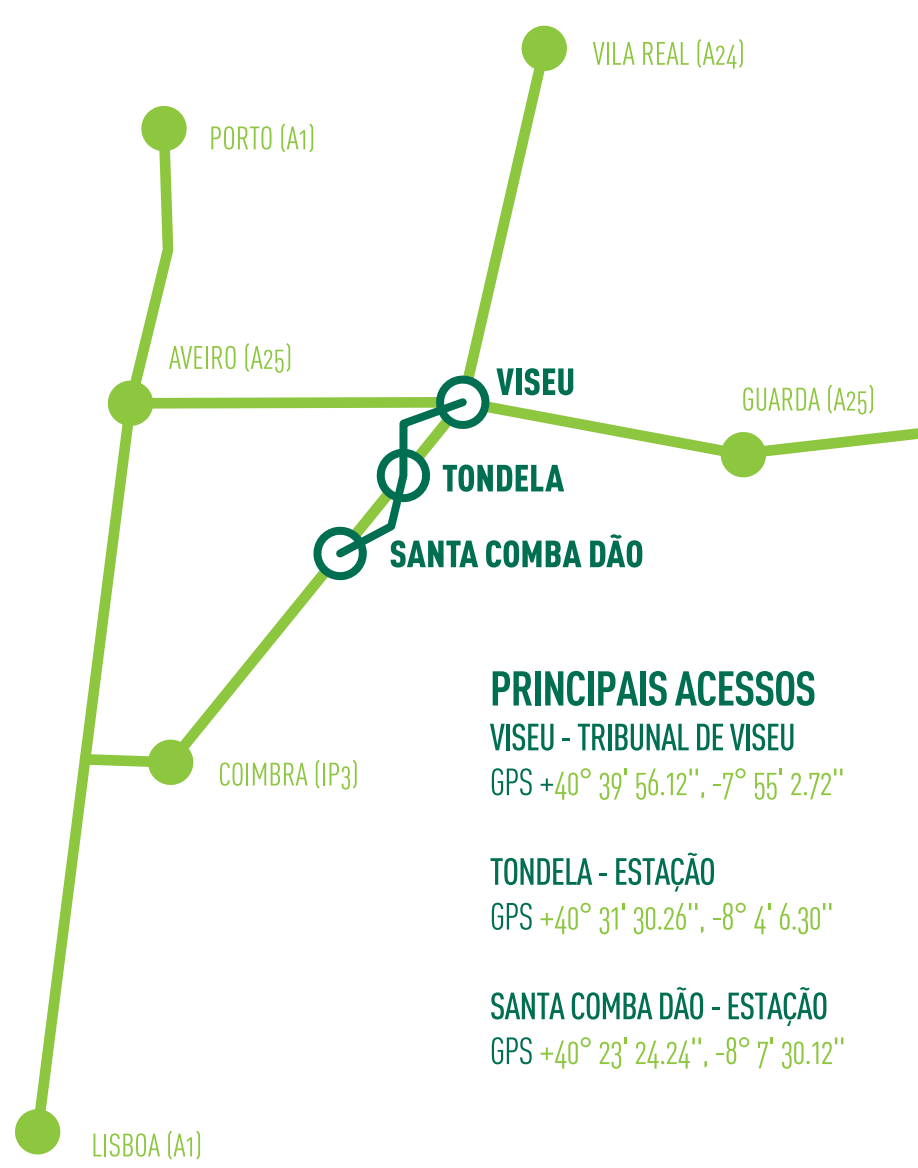 VILA REAL (A24)
PORTO (A1)
AVEIRO (A25)
VISEU
GUARDA (A25)
TONDELA
SANTA COMBA DÃO
PRINCIPAIS ACESSOS
VISEU - TRIBUNAL DE VISEU
GPS +40° 39' 56.12", -7° 55' 2.72"
COIMBRA (IP3)
TONDELA - ESTAÇÃO
GPS +40° 31' 30.26", -8° 4' 6.30"
SANTA COMBA DÃO - ESTAÇÃO
GPS +40° 23' 24.24", -8° 7' 30.12"
LISBOA (A1)